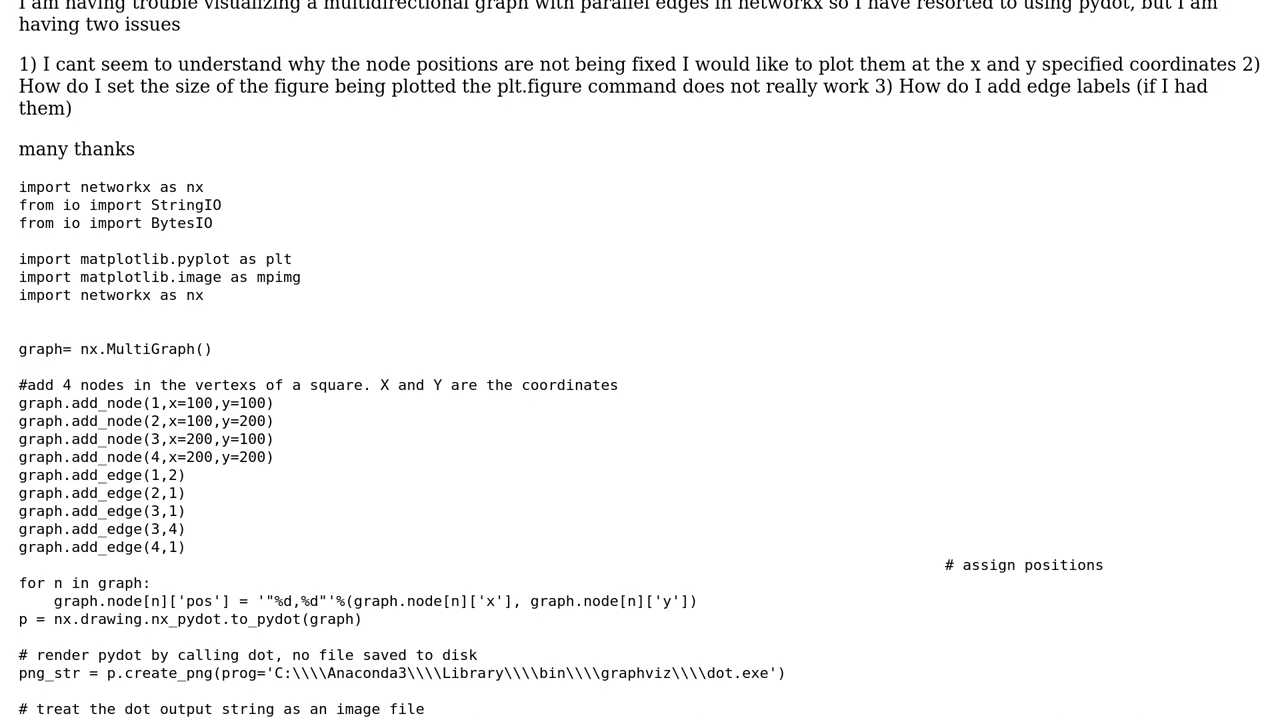 I am having trouble visualizing a multidirectional graph with parallel edges in networkx so I have resorted to using pydot, but I am
having two issues
1) I cant seem to understand why the node positions are not being fixed I would like to plot them at the x and y specified coordinates 2)
How do I set the size of the figure being plotted the plt.figure command does not really work 3) How do I add edge labels (if I had
them)
many thanks
import networkx as nx
from io import StringIO
from io import BytesIO
import matplotlib.pyplot as plt
import matplotlib.image as mpimg
import networkx as nx
graph= nx.MultiGraph()
#add 4 nodes in the vertexs of a square. X and Y are the coordinates
graph.add_node(1,x=100,y=100)
graph.add_node(2,x=100,y=200)
graph.add_node(3,x=200,y=100)
graph.add_node(4,x=200,y=200)
graph.add_edge(1,2)
graph.add_edge(2,1)
graph.add_edge(3,1)
graph.add_edge(3,4)
graph.add_edge(4,1)
# assign positions
for n in graph:
    graph.node[n]['pos'] = '"%d,%d"'%(graph.node[n]['x'], graph.node[n]['y'])
p = nx.drawing.nx_pydot.to_pydot(graph)
# render pydot by calling dot, no file saved to disk
png_str = p.create_png(prog='C:\\\\Anaconda3\\\\Library\\\\bin\\\\graphviz\\\\dot.exe')
# treat the dot output string as an image file